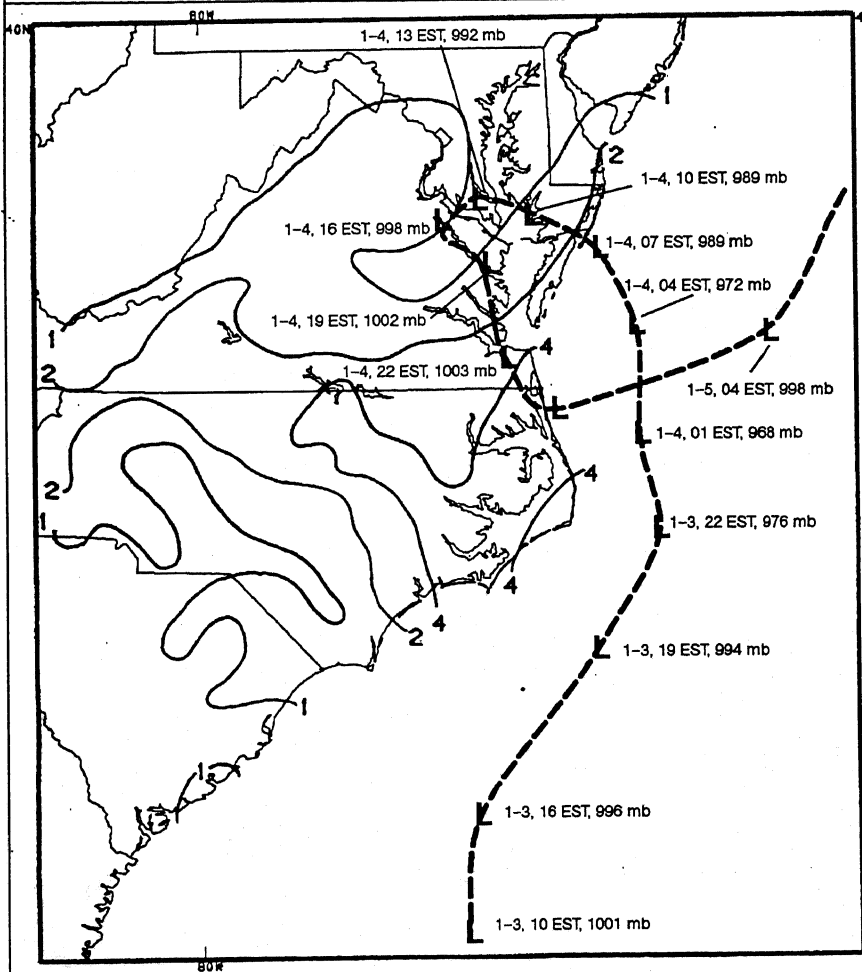 40N
80W
4
1–4, 13 EST, 992 mb
1
2
L
L
1–4, 10 EST, 989 mb
1–4, 16 EST, 998 mb
L
L
1–4, 07 EST, 989 mb
L
1–4, 04 EST, 972 mb
L
1–4, 19 EST, 1002 mb
L
L
1
4
1–4, 22 EST, 1003 mb
L
2
1–5, 04 EST, 998 mb
L
L
1–4, 01 EST, 968 mb
4
2
1
L
1–3, 22 EST, 976 mb
4
4
2
L
1–3, 19 EST, 994 mb
1
1
L
1–3, 16 EST, 996 mb
L
1–3, 10 EST, 1001 mb
80W